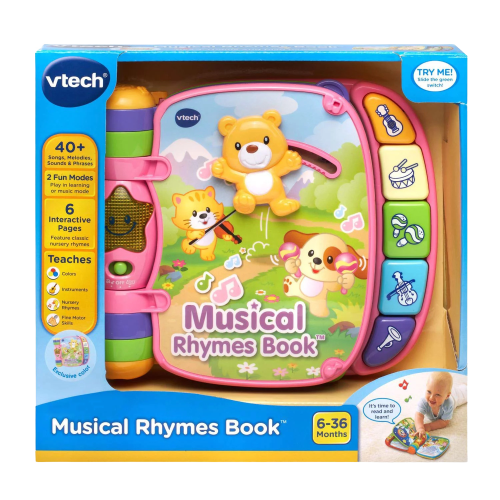 vtech
TRY ME!
Slide the green
switch!
40+
Songs, Melodies,
Sounds & Phrases
2 Fun Modes
Play in learning
or music mode
6
Interactive
Pages
Feature classic
nursery rhymes
Teaches
Colors
Instruments
Nursery
Rhymes
Fine Motor
Skills
Exclusive color!
vtech
Musical
Rhymes Book™
It's time to
read and
learn!
Musical Rhymes Book™
6-36
Months